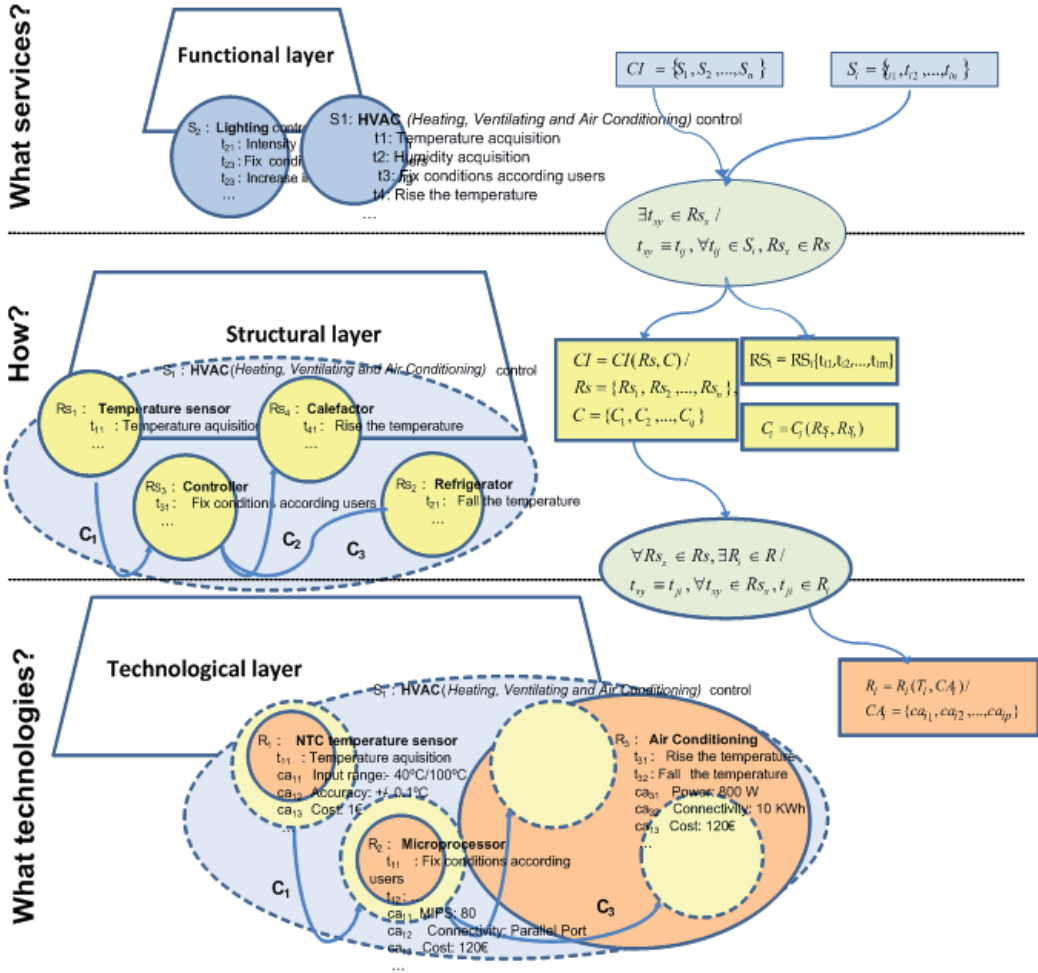 What services?
Functional layer
S2 : Lighting contr
t21 : Intensity
t23 : Fix condi
t23 : Increase il
...
S1: HVAC (Heating, Ventilating and Air Conditioning) control
t1: Temperature acquisition
t2: Humidity acquisition
t3: Fix conditions according users
t4: Rise the temperature
...
CI = {S1, S2,..., Sn}
Si = {ti1, ti2,..., tin}
∃txy ∈ Rsx /
txy ≡ tij, ∀tij ∈ Si, Rsx ∈ Rs
How?
Structural layer
S1 : HVAC (Heating, Ventilating and Air Conditioning) control
Rs1 : Temperature sensor
t11 : Temperature aquisition
...
Rs4 : Calefactor
t41 : Rise the temperature
...
Rs3 : Controller
t31 : Fix conditions according users
...
Rs2 : Refrigerator
t21 : Fall the temperature
...
C1
C2
C3
CI = CI(Rs, C) /
Rs = {Rs1, Rs2,..., Rsn},
C = {C1, C2,..., Cq}
RSi = RSi{ti1,ti2,...,tim}
∀Rsx ∈ Rs, ∃Rj ∈ R /
txy ≡ tji, ∀txy ∈ Rsx, tji ∈ Rj
What technologies?
Technological layer
S1 : HVAC (Heating, Ventilating and Air Conditioning) control
R1 : NTC temperature sensor
t11 : Temperature aquisition
ca11 Input range:- 40ºC/100ºC
ca12 Accuracy: +/- 0.1ºC
ca13 Cost: 1€
...
R2 : Microprocessor
t11 : Fix conditions according
users
t12 : ...
ca11 MIPS: 80
ca12 Connectivity: Parallel Port
ca13 Cost: 120€
...
R3 : Air Conditioning
t31 : Rise the temperature
t32 : Fall the temperature
ca31 Power: 800 W
ca32 Connectivity: 10 KWh
ca13 Cost: 120€
...
C1
C3
Ri = Ri(Ti, CAi) /
CAi = {cai1, cai2,..., caip}